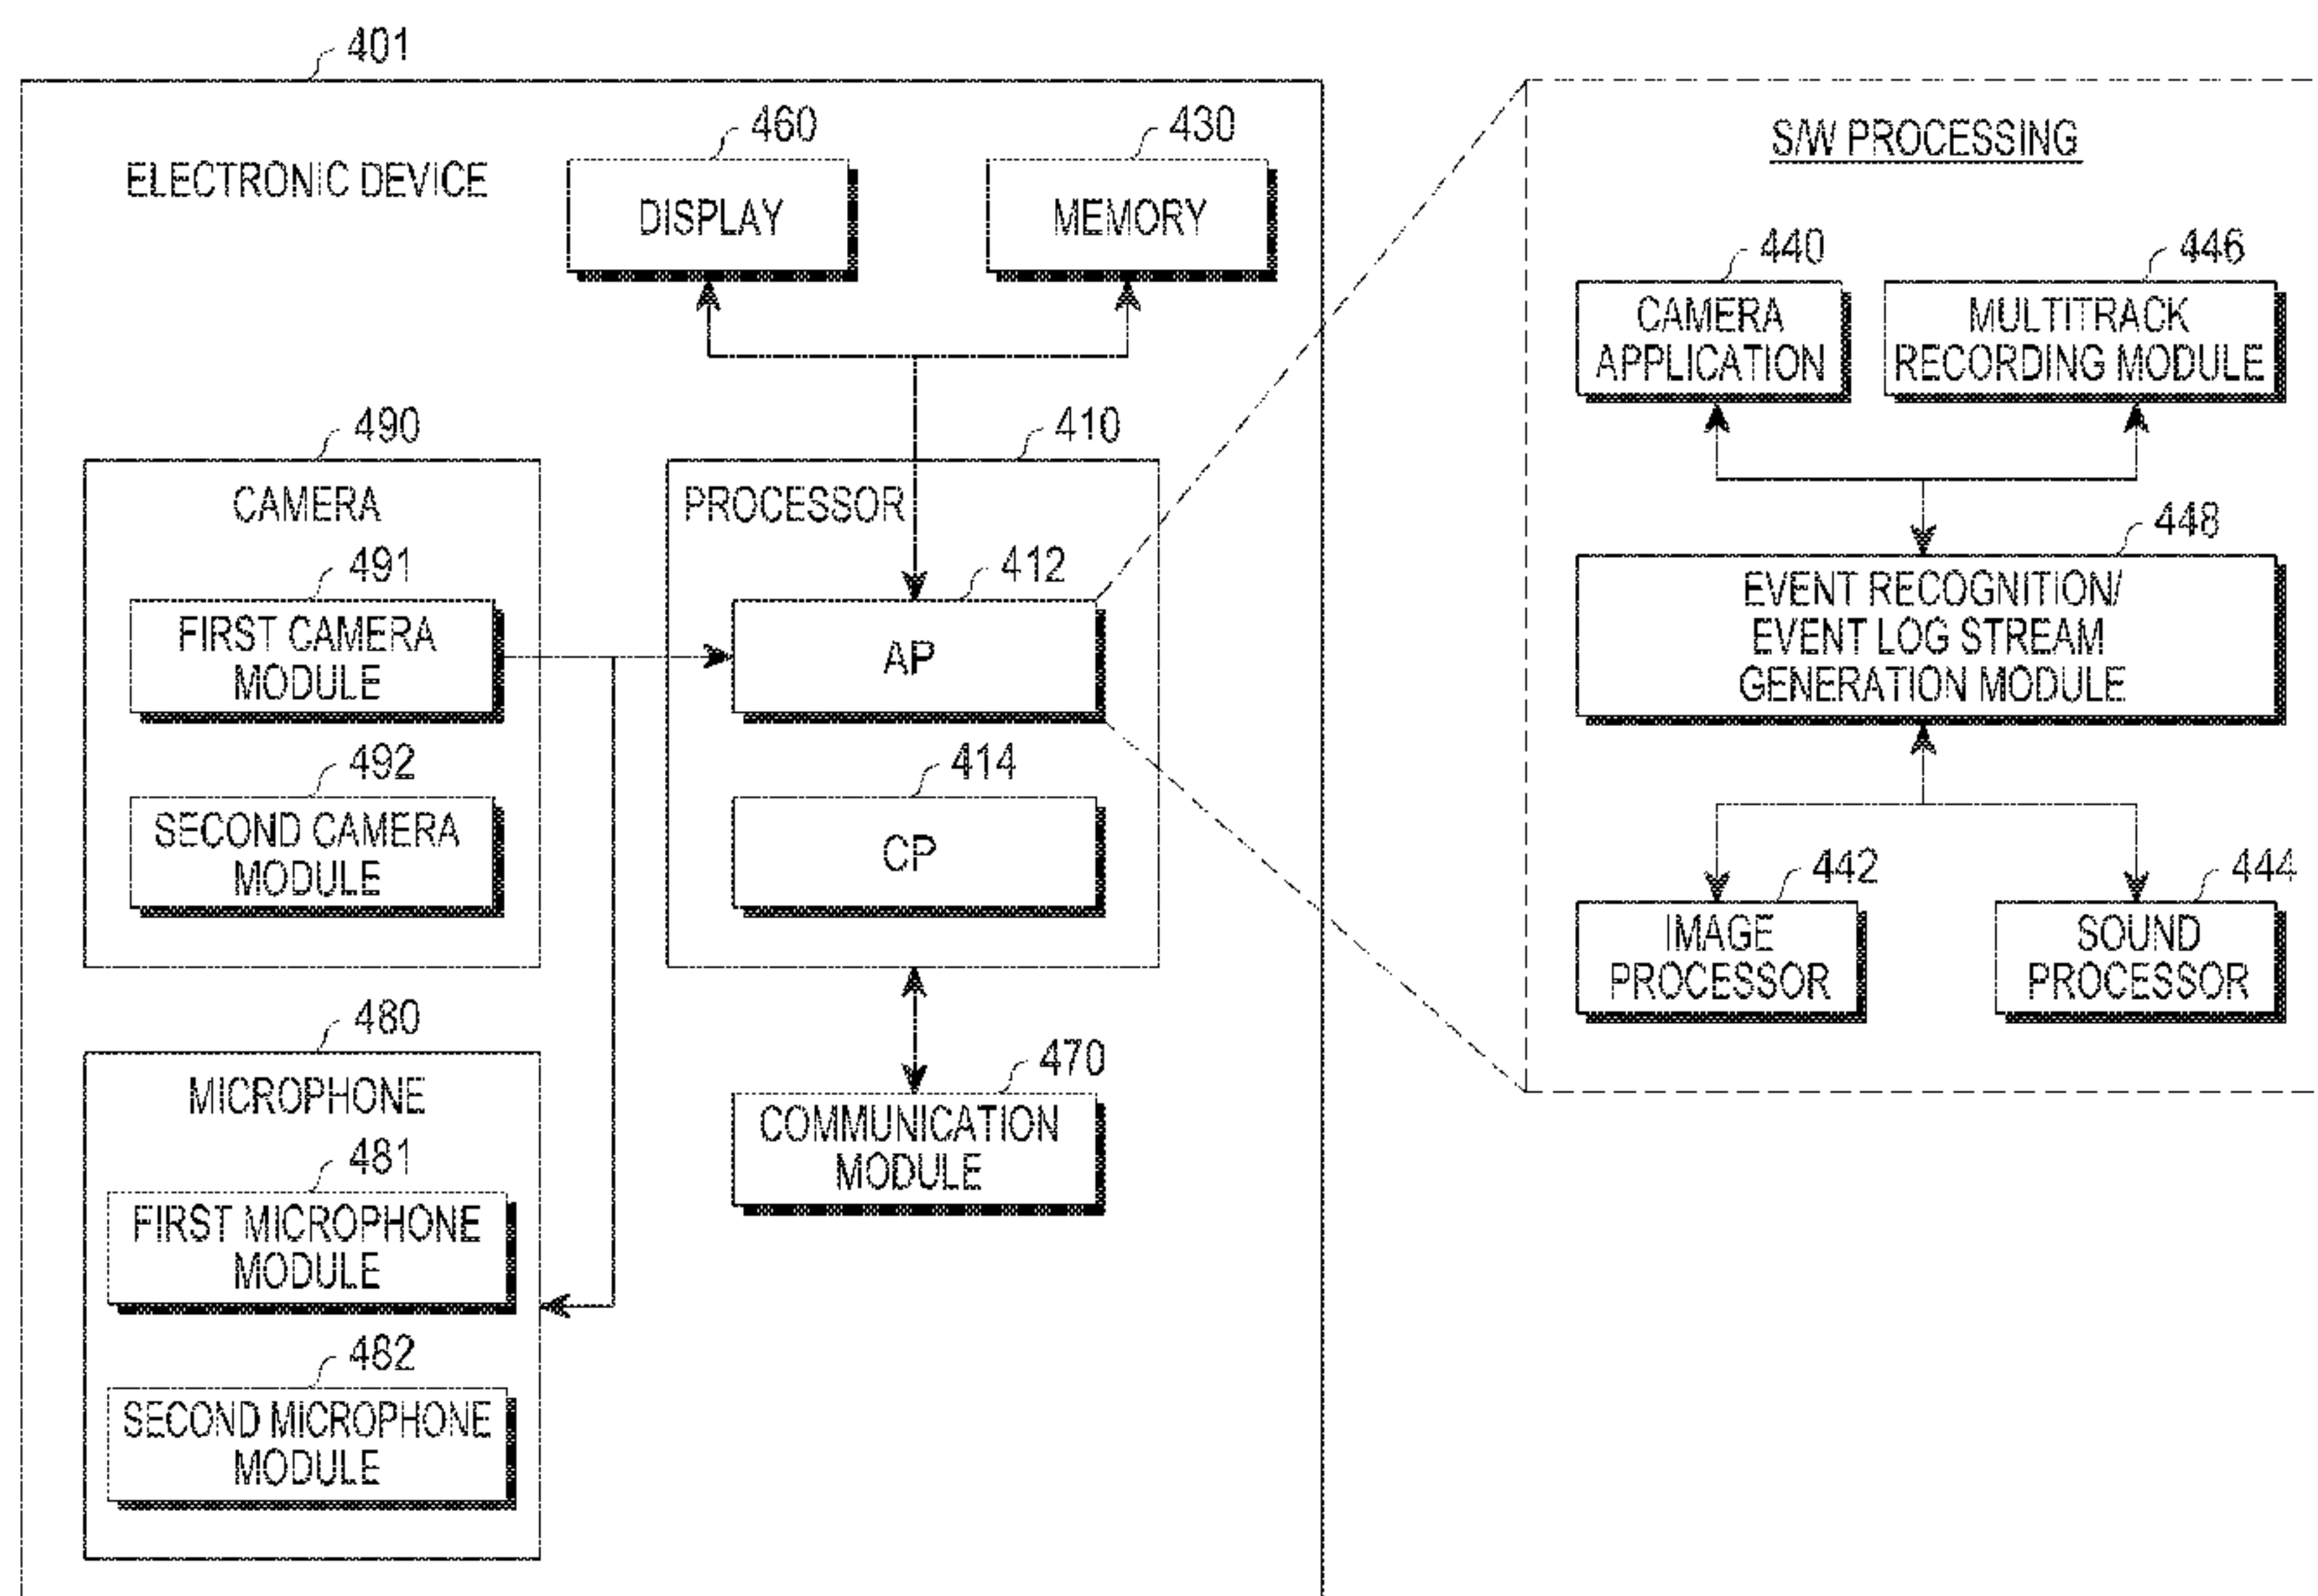 401
ELECTRONIC DEVICE
460
DISPLAY
430
MEMORY
490
CAMERA
491
FIRST CAMERA
MODULE
492
SECOND CAMERA
MODULE
410
PROCESSOR
412
AP
414
CP
480
MICROPHONE
481
FIRST MICROPHONE
MODULE
482
SECOND MICROPHONE
MODULE
470
COMMUNICATION
MODULE
S/W PROCESSING
440
CAMERA
APPLICATION
446
MULTITRACK
RECORDING MODULE
448
EVENT RECOGNITION/
EVENT LOG STREAM
GENERATION MODULE
442
IMAGE
PROCESSOR
444
SOUND
PROCESSOR